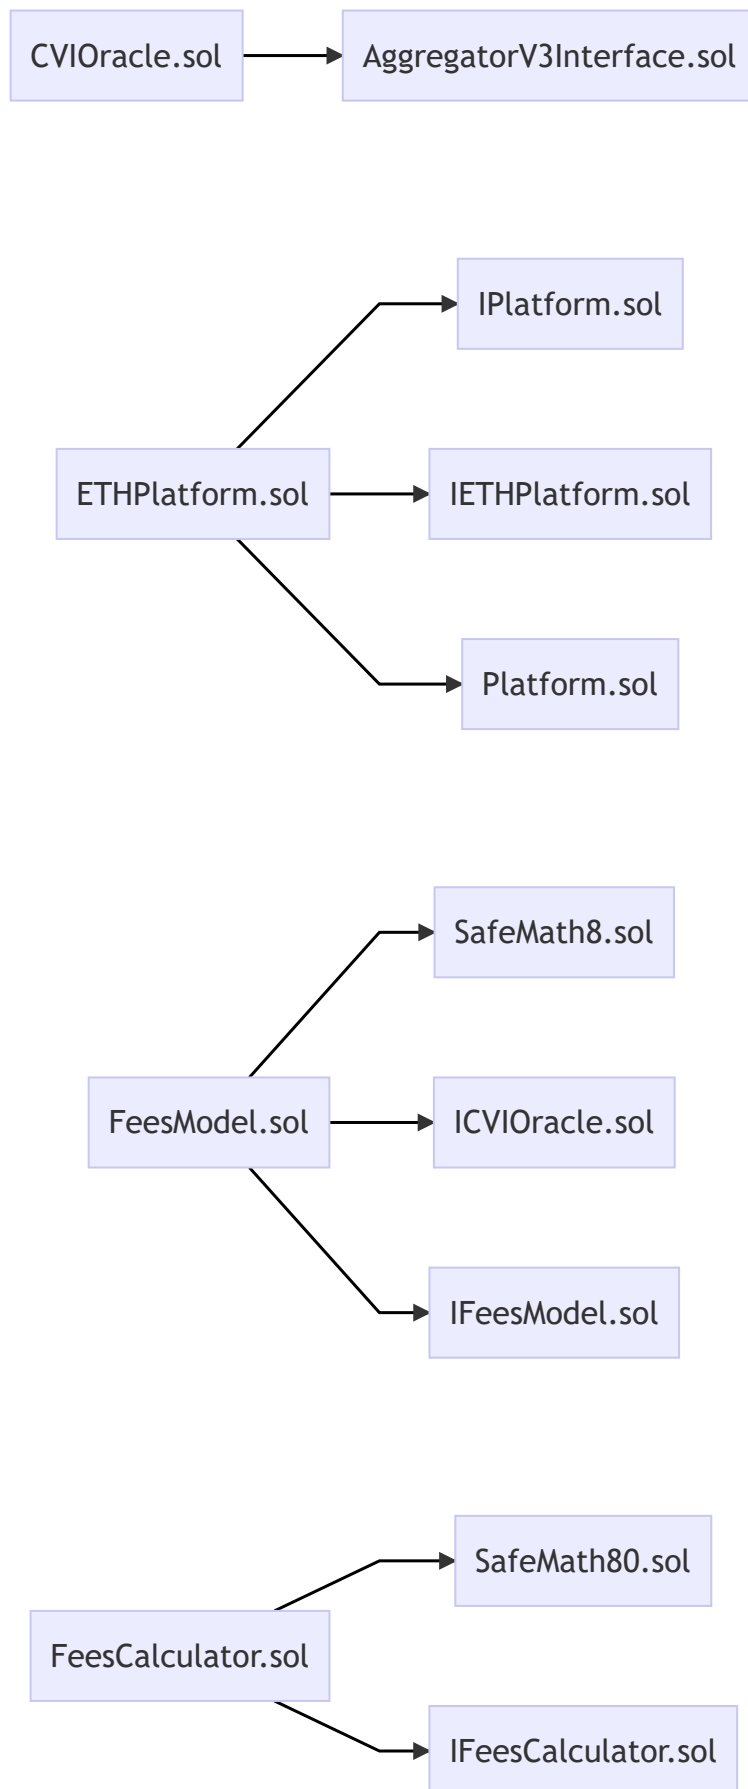 CVIOracle.sol
AggregatorV3Interface.sol
IPlatform.sol
ETHPlatform.sol
IETHPlatform.sol
Platform.sol
SafeMath8.sol
FeesModel.sol
ICVIOracle.sol
IFeesModel.sol
SafeMath80.sol
FeesCalculator.sol
IFeesCalculator.sol